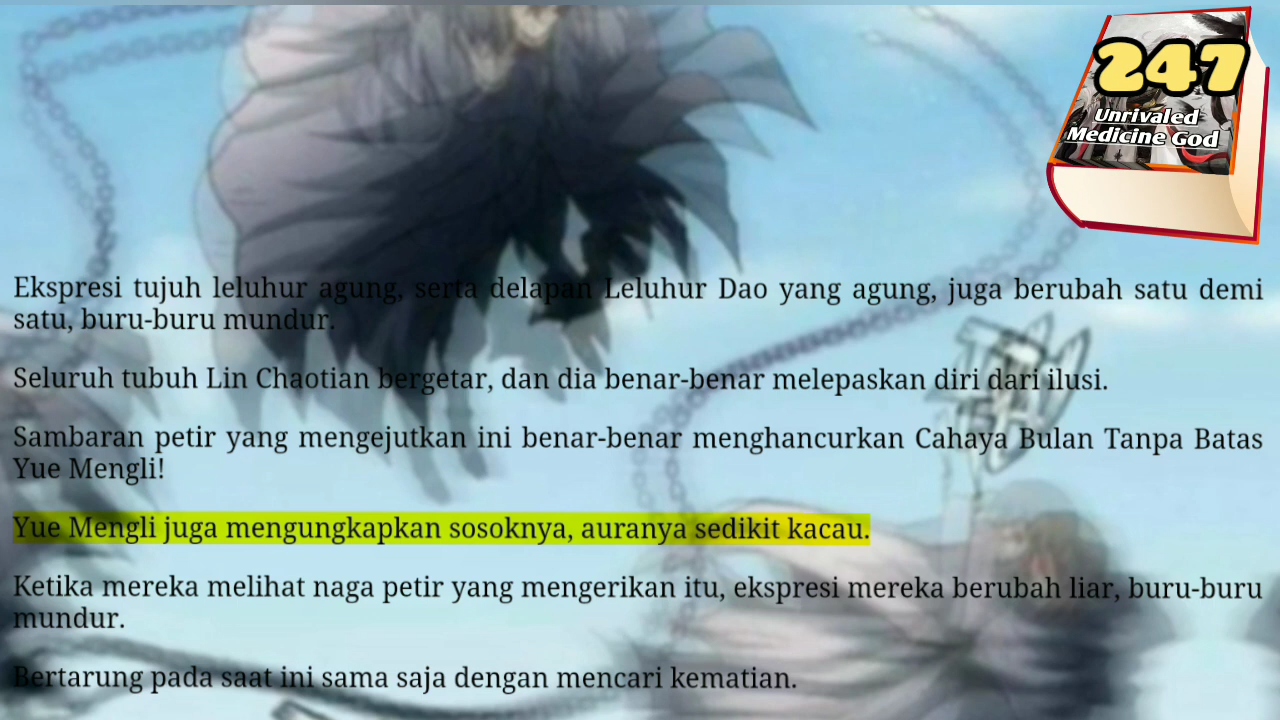 247
Unrivaled
Medicine God
Ekspresi tujuh leluhur agung, serta delapan Leluhur Dao yang agung, juga berubah satu demi
satu, buru-buru mundur.
Seluruh tubuh Lin Chaotian bergetar, dan dia benar-benar melepaskan diri dari ilusi.
Sambaran petir yang mengejutkan ini benar-benar menghancurkan Cahaya Bulan Tanpa Batas
Yue Mengli!
Yue Mengli juga mengungkapkan sosoknya, auranya sedikit kacau.
Ketika mereka melihat naga petir yang mengerikan itu, ekspresi mereka berubah liar, buru-buru
mundur.
Bertarung pada saat ini sama saja dengan mencari kematian.